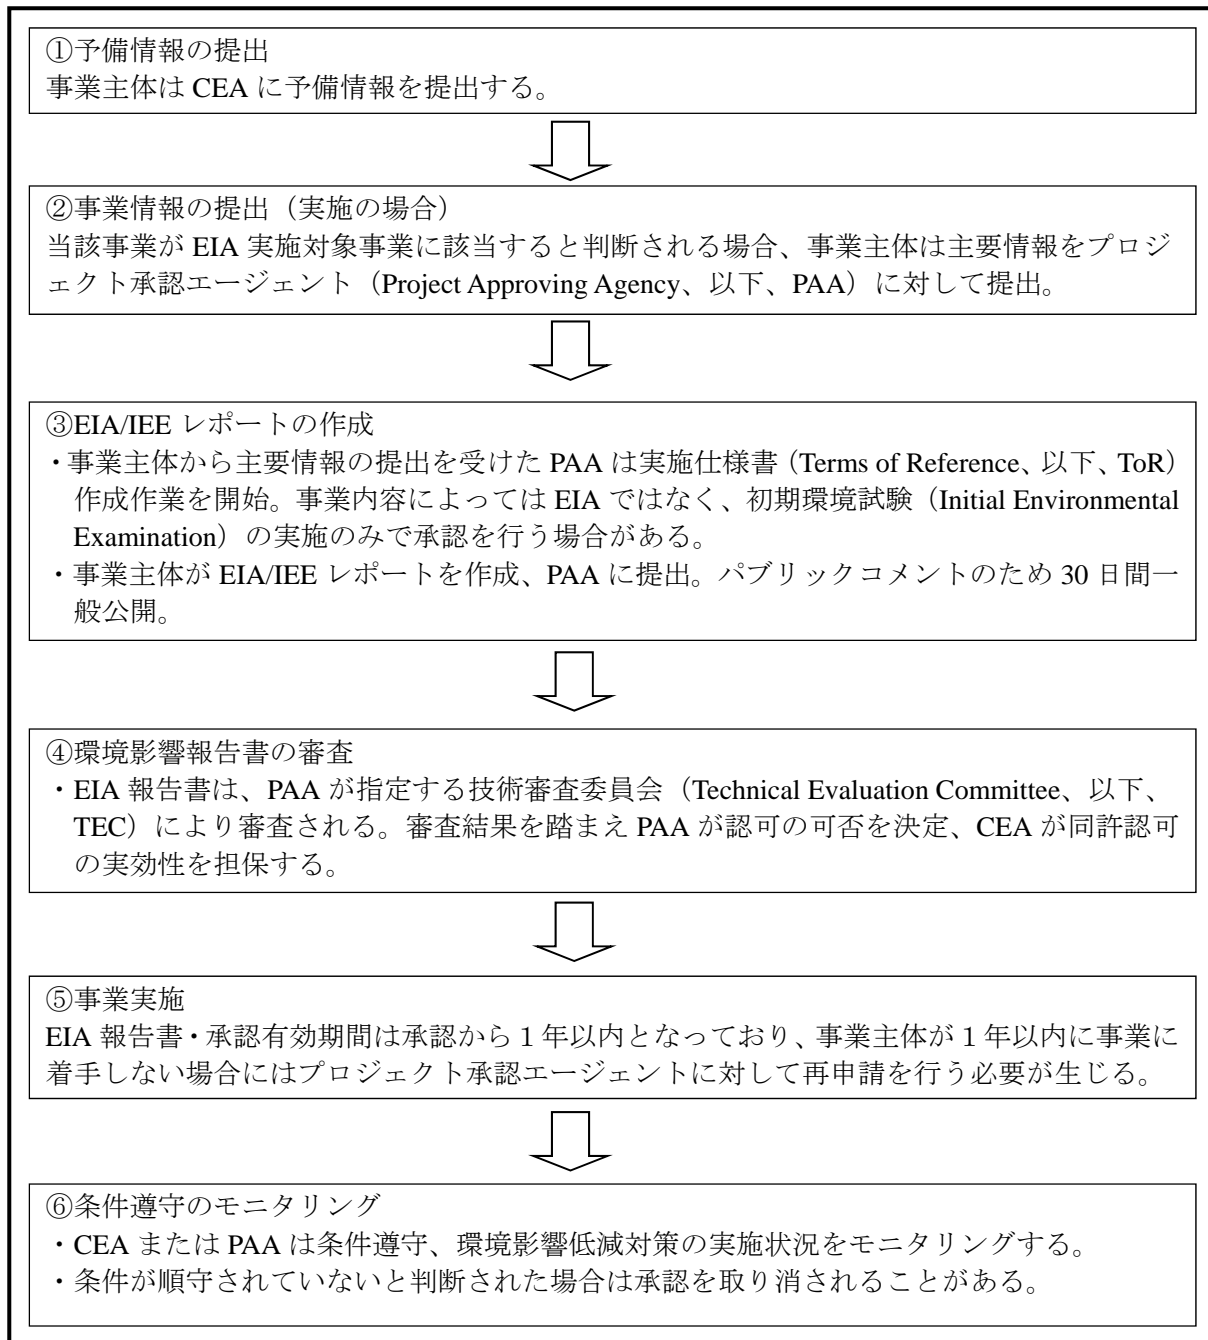 ①予備情報の提出
事業主体は CEA に予備情報を提出する。
②事業情報の提出（実施の場合）
当該事業が EIA 実施対象事業に該当すると判断される場合、事業主体は主要情報をプロジ
ェクト承認エージェント（Project Approving Agency、以下、PAA）に対して提出。
③EIA/IEE レポートの作成
・事業主体から主要情報の提出を受けた PAA は実施仕様書（Terms of Reference、以下、ToR）
作成作業を開始。事業内容によっては EIA ではなく、初期環境試験（Initial Environmental
Examination）の実施のみで承認を行う場合がある。
・事業主体が EIA/IEE レポートを作成、PAA に提出。パブリックコメントのため 30 日間一
般公開。
④環境影響報告書の審査
・EIA 報告書は、PAA が指定する技術審査委員会（Technical Evaluation Committee、以下、
TEC）により審査される。審査結果を踏まえ PAA が認可の可否を決定、CEA が同許認可
の実効性を担保する。
⑤事業実施
EIA 報告書・承認有効期間は承認から１年以内となっており、事業主体が１年以内に事業に
着手しない場合にはプロジェクト承認エージェントに対して再申請を行う必要が生じる。
⑥条件遵守のモニタリング
・CEA または PAA は条件遵守、環境影響低減対策の実施状況をモニタリングする。
・条件が順守されていないと判断された場合は承認を取り消されることがある。